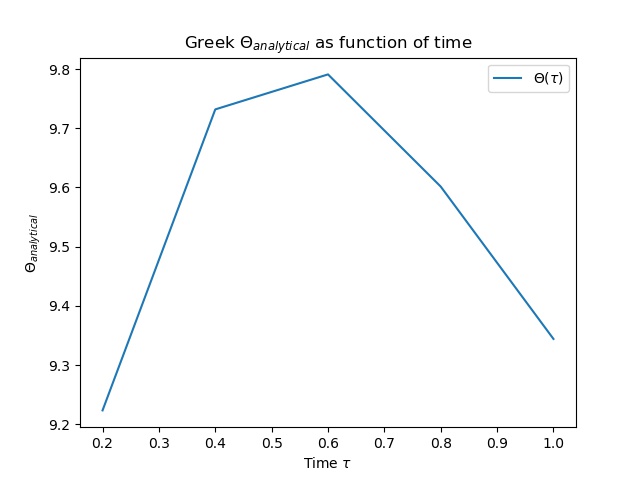 Greek Θ_analytical as function of time
Θ(τ)
Θ_analytical
9.8
9.7
9.6
9.5
9.4
9.3
9.2
0.2 0.3 0.4 0.5 0.6 0.7 0.8 0.9 1.0
Time τ